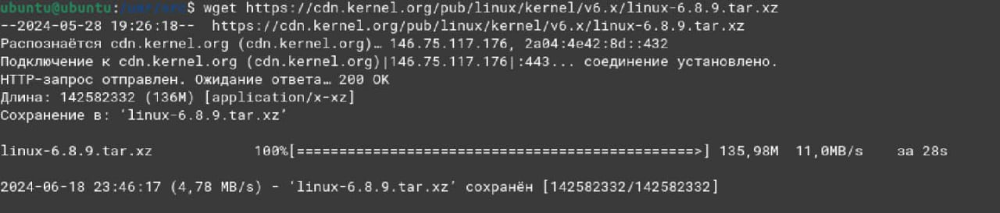 ubuntu@ubuntu:/usr/src$ wget https://cdn.kernel.org/pub/linux/kernel/v6.x/linux-6.8.9.tar.xz
--2024-05-28 19:26:18--  https://cdn.kernel.org/pub/linux/kernel/v6.x/linux-6.8.9.tar.xz
Распознаётся cdn.kernel.org (cdn.kernel.org)… 146.75.117.176, 2a04:4e42:8d::432
Подключение к cdn.kernel.org (cdn.kernel.org)|146.75.117.176|:443... соединение установлено.
HTTP-запрос отправлен. Ожидание ответа… 200 OK
Длина: 142582332 (136M) [application/x-xz]
Сохранение в: ‘linux-6.8.9.tar.xz’
linux-6.8.9.tar.xz            100%[================================================>] 135,98M  11,0MB/s    за 28s
2024-06-18 23:46:17 (4,78 MB/s) - ‘linux-6.8.9.tar.xz’ сохранён [142582332/142582332]